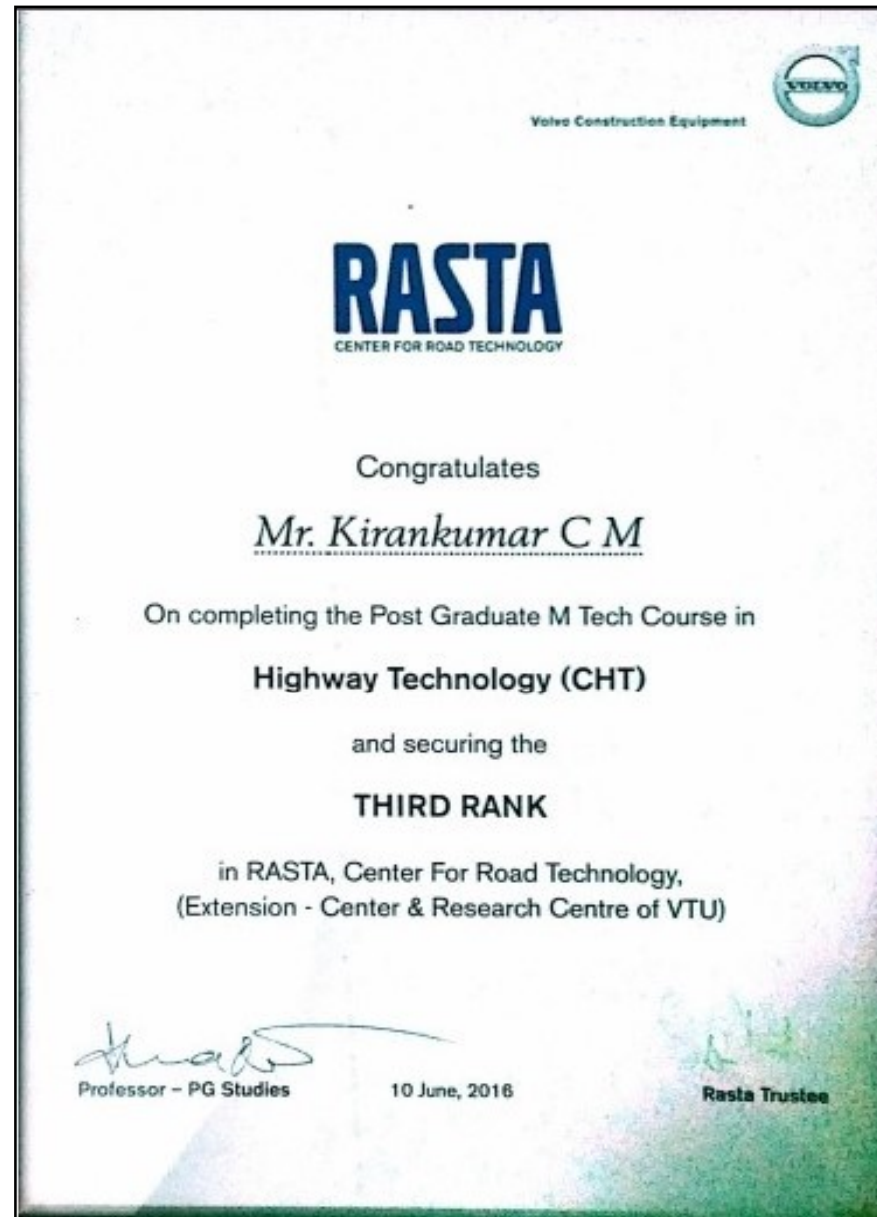 Volvo Construction Equipment
VOLVO
RASTA
CENTER FOR ROAD TECHNOLOGY
Congratulates
Mr. Kirankumar C M
On completing the Post Graduate M Tech Course in
Highway Technology (CHT)
and securing the
THIRD RANK
in RASTA, Center For Road Technology,
(Extension - Center & Research Centre of VTU)
Professor – PG Studies
10 June, 2016
Rasta Trustee